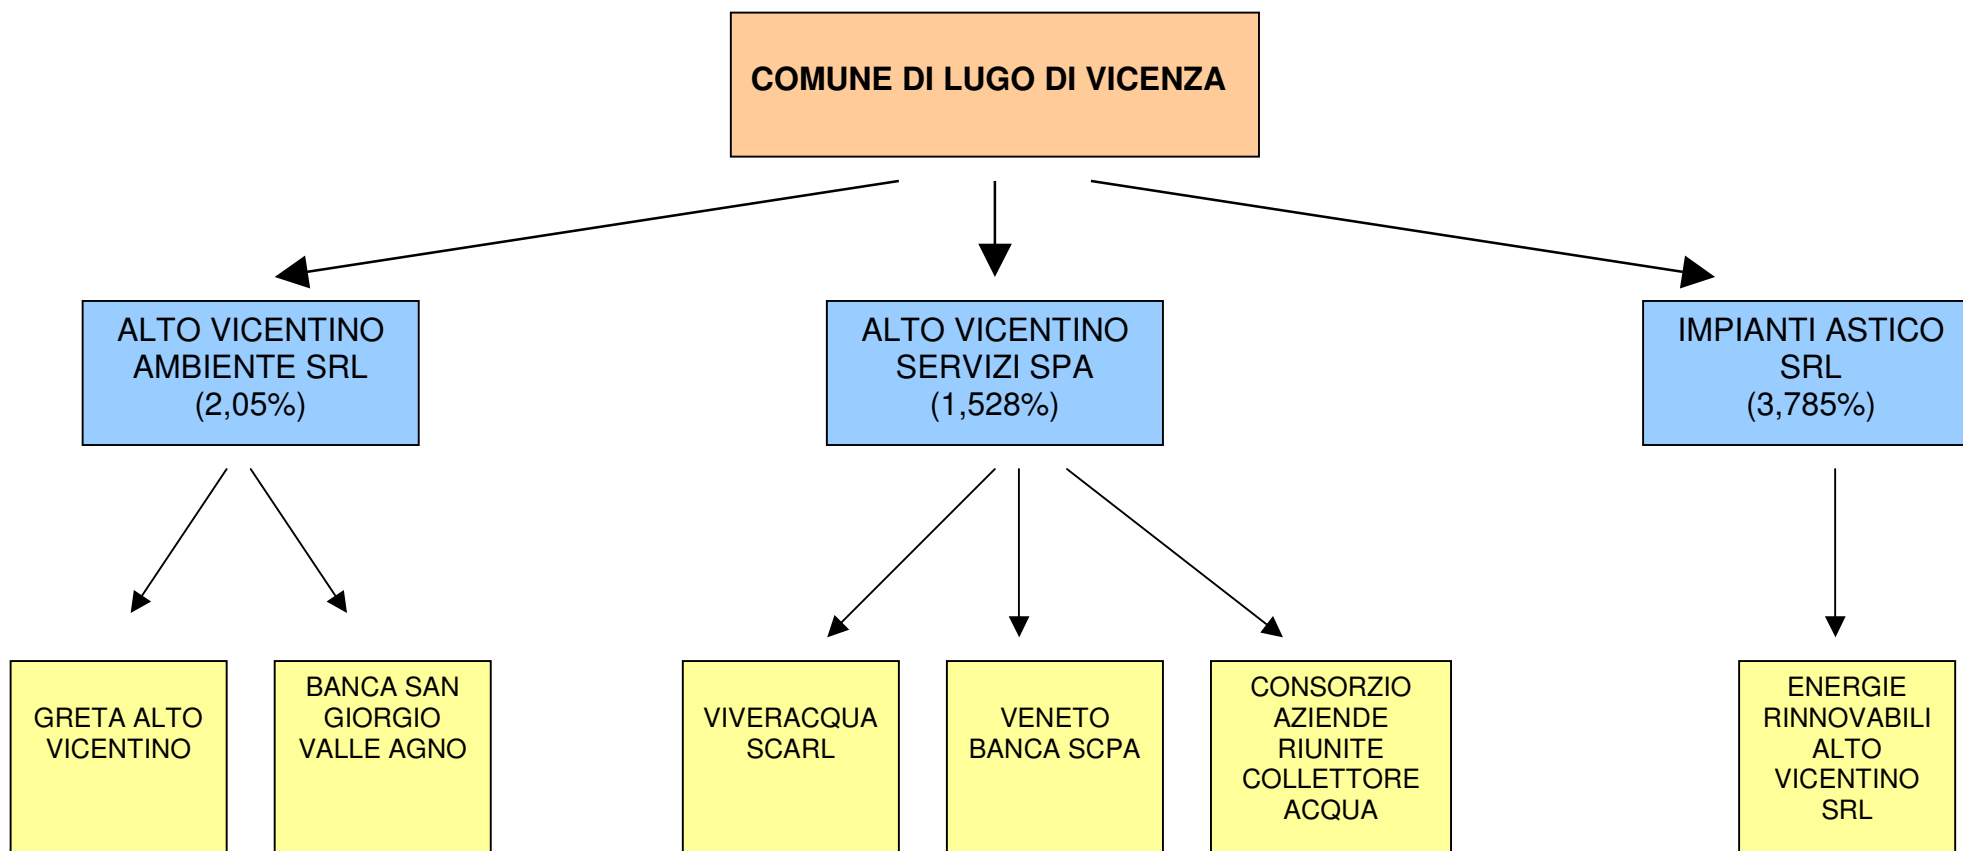 COMUNE DI LUGO DI VICENZA
ALTO VICENTINO
AMBIENTE SRL
(2,05%)
ALTO VICENTINO
SERVIZI SPA
(1,528%)
IMPIANTI ASTICO
SRL
(3,785%)
GRETA ALTO
VICENTINO
BANCA SAN
GIORGIO
VALLE AGNO
VIVERACQUA
SCARL
VENETO
BANCA SCPA
CONSORZIO
AZIENDE
RIUNITE
COLLETTORE
ACQUA
ENERGIE
RINNOVABILI
ALTO
VICENTINO
SRL